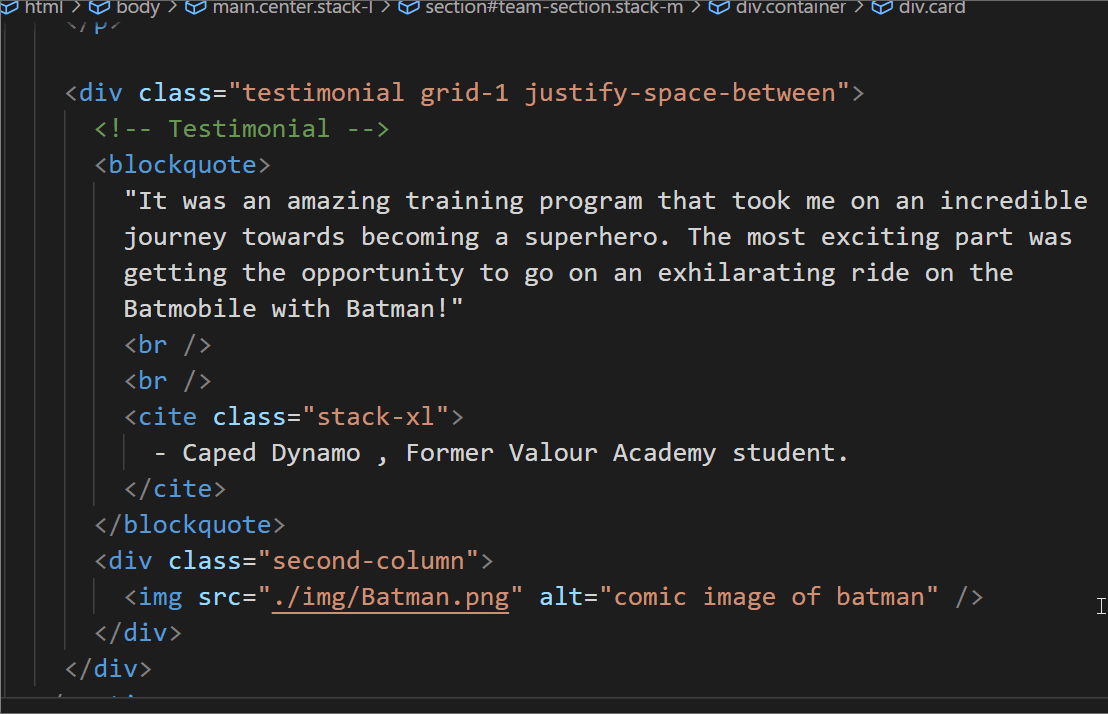 html > body > main.center.stack-l > section#team-section.stack-m > div.container > div.card
</p>
<div class="testimonial grid-1 justify-space-between">
<!-- Testimonial -->
<blockquote>
"It was an amazing training program that took me on an incredible
journey towards becoming a superhero. The most exciting part was
getting the opportunity to go on an exhilarating ride on the
Batmobile with Batman!"
<br />
<br />
<cite class="stack-xl">
- Caped Dynamo , Former Valour Academy student.
</cite>
</blockquote>
<div class="second-column">
<img src="./img/Batman.png" alt="comic image of batman" />
</div>
</div>